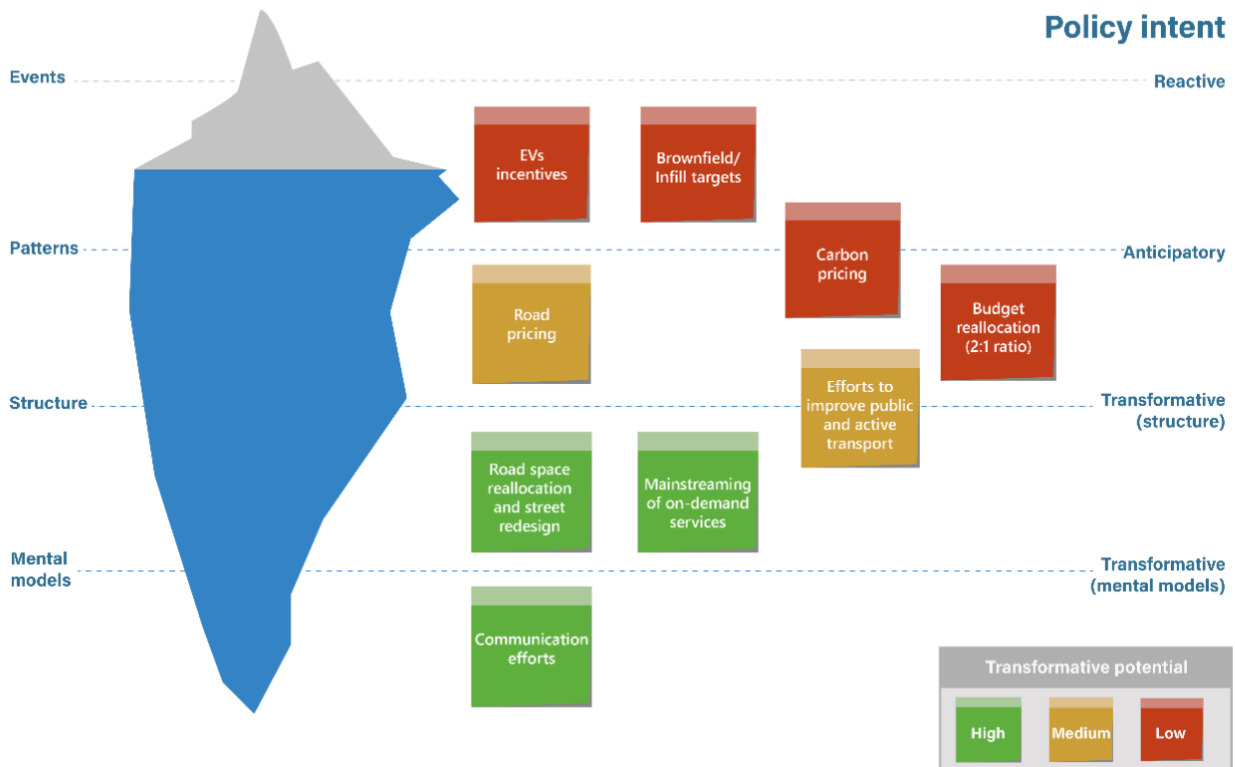 Policy intent
Events
Reactive
EVs
incentives
Brownfield/
Infill targets
Patterns
Anticipatory
Carbon
pricing
Road
pricing
Budget
reallocation
(2:1 ratio)
Structure
Transformative
(structure)
Efforts to
improve public
and active
transport
Road space
reallocation
and street
redesign
Mainstreaming
of on-demand
services
Mental
models
Transformative
(mental models)
Communication
efforts
Transformative potential
High
Medium
Low